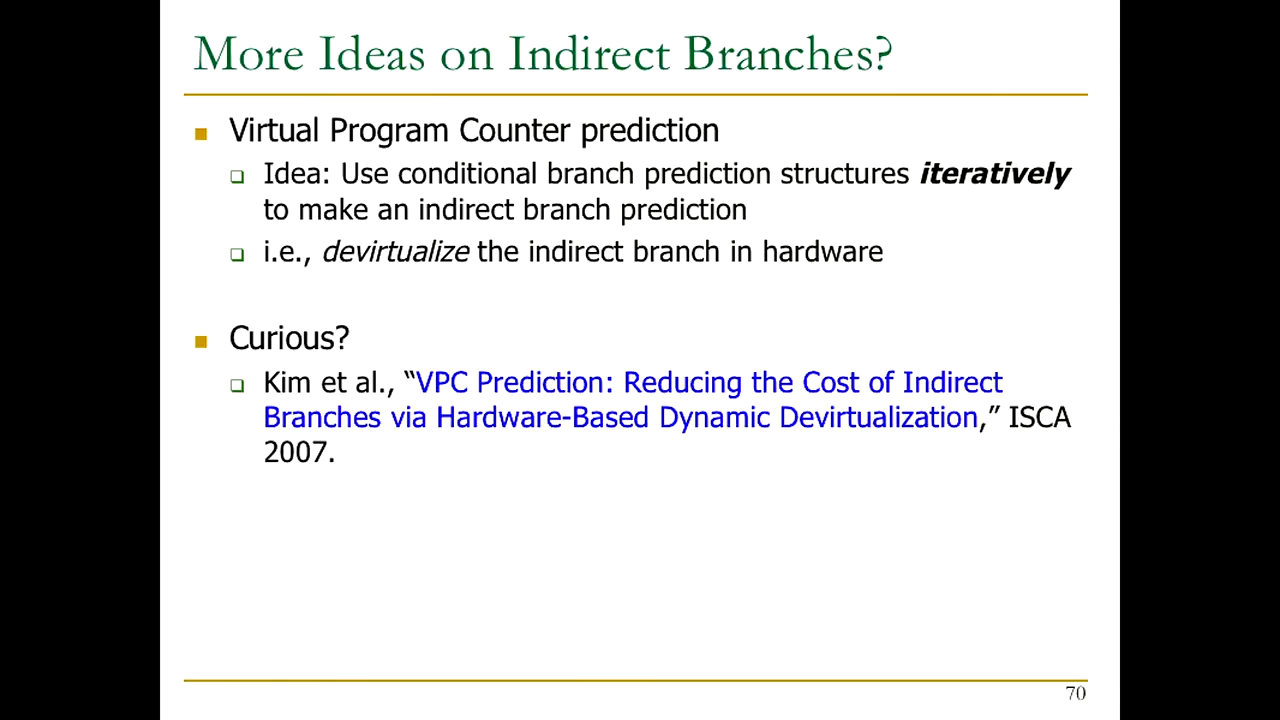 More Ideas on Indirect Branches?
Virtual Program Counter prediction
Idea: Use conditional branch prediction structures iteratively
to make an indirect branch prediction
i.e., devirtualize the indirect branch in hardware
Curious?
Kim et al., “VPC Prediction: Reducing the Cost of Indirect
Branches via Hardware-Based Dynamic Devirtualization,” ISCA
2007.
70